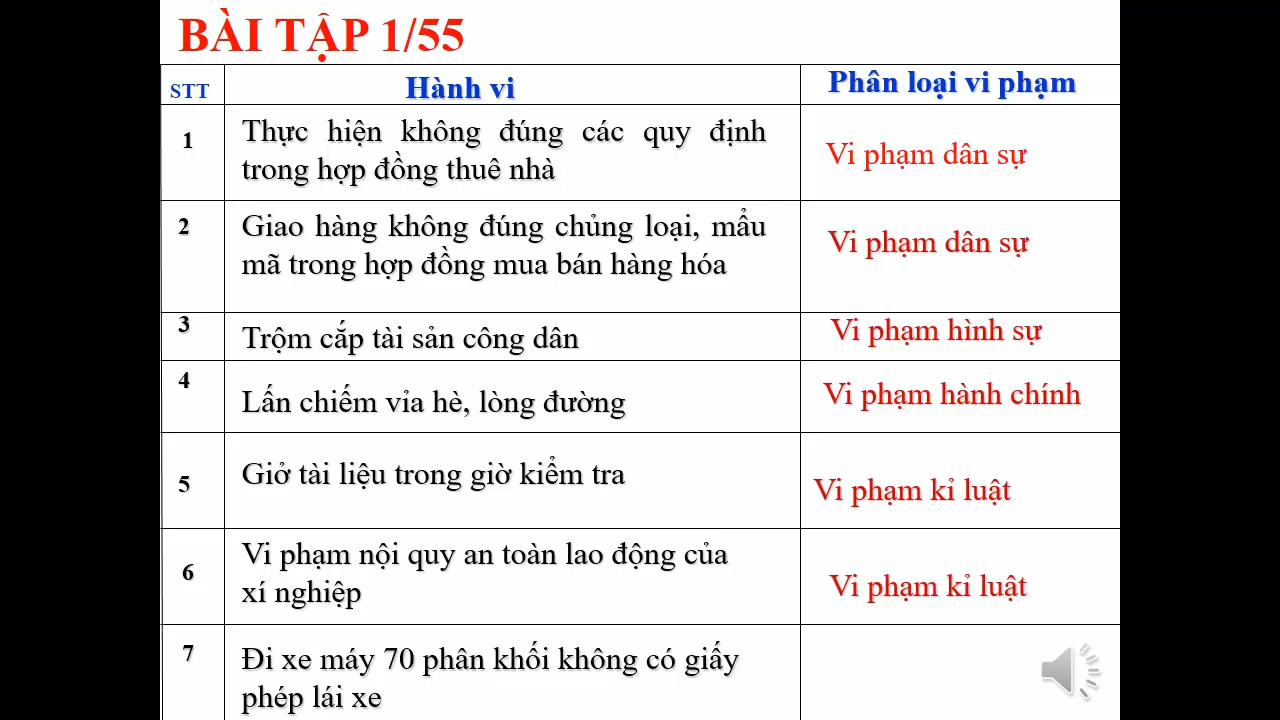 BÀI TẬP 1/55
STT
Hành vi
Phân loại vi phạm
1
Thực hiện không đúng các quy định
trong hợp đồng thuê nhà
Vi phạm dân sự
2
Giao hàng không đúng chủng loại, mẩu
mã trong hợp đồng mua bán hàng hóa
Vi phạm dân sự
3
Trộm cắp tài sản công dân
Vi phạm hình sự
4
Lấn chiếm vỉa hè, lòng đường
Vi phạm hành chính
5
Giở tài liệu trong giờ kiểm tra
Vi phạm kỉ luật
6
Vi phạm nội quy an toàn lao động của
xí nghiệp
Vi phạm kỉ luật
7
Đi xe máy 70 phân khối không có giấy
phép lái xe